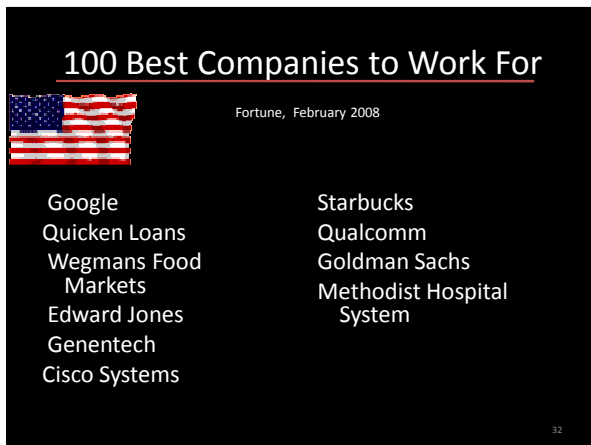 100 Best Companies to Work For
Fortune, February 2008
Google
Quicken Loans
Wegmans Food
Markets
Edward Jones
Genentech
Cisco Systems
Starbucks
Qualcomm
Goldman Sachs
Methodist Hospital
System
32